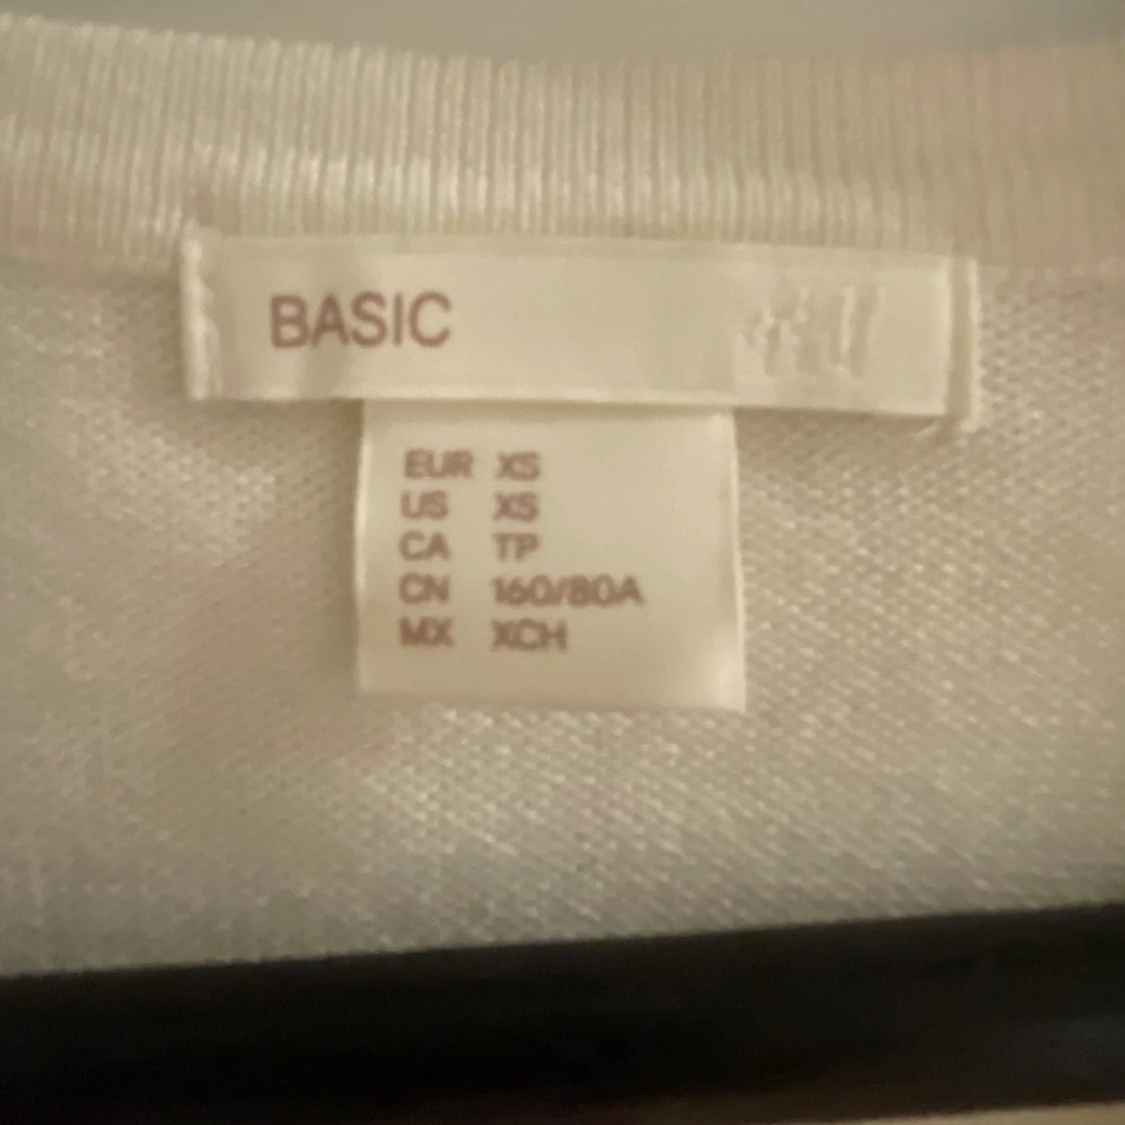 BASIC
EUR XS
US XS
CA TP
CN 160/80A
MX XCH